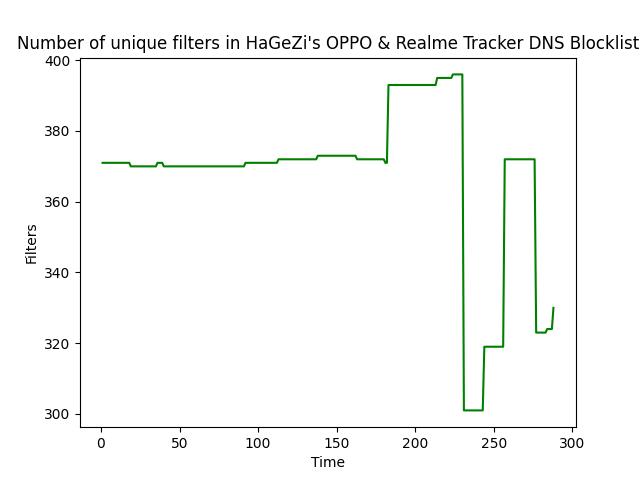 Number of unique filters in HaGeZi's OPPO & Realme Tracker DNS Blocklist
400
380
360
340
320
300
Filters
0 50 100 150 200 250 300
Time